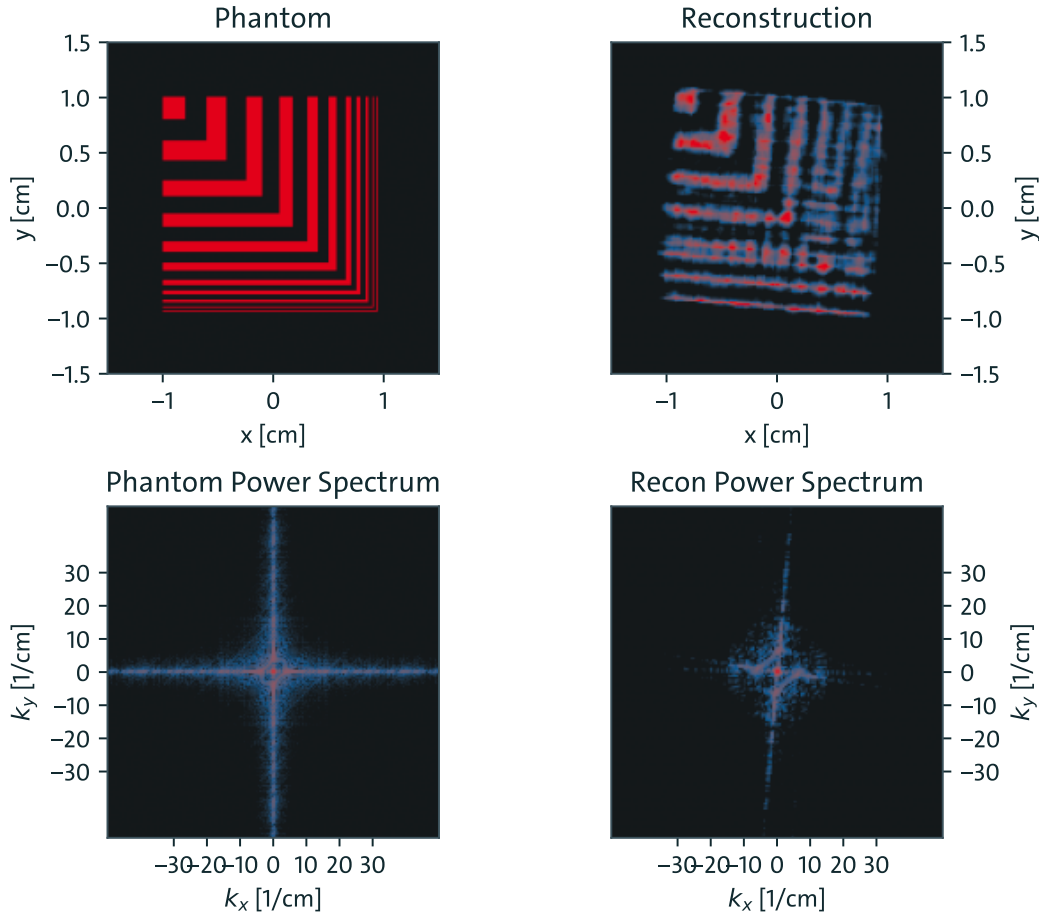 Phantom
Reconstruction
1.5
1.0
0.5
0.0
−0.5
−1.0
−1.5
y [cm]
−1 0 1
x [cm]
1.5
1.0
0.5
0.0
−0.5
−1.0
−1.5
y [cm]
−1 0 1
x [cm]
Phantom Power Spectrum
Recon Power Spectrum
30
20
10
0
−10
−20
−30
k_y [1/cm]
−30 −20 −10 0 10 20 30
k_x [1/cm]
30
20
10
0
−10
−20
−30
k_y [1/cm]
−30 −20 −10 0 10 20 30
k_x [1/cm]